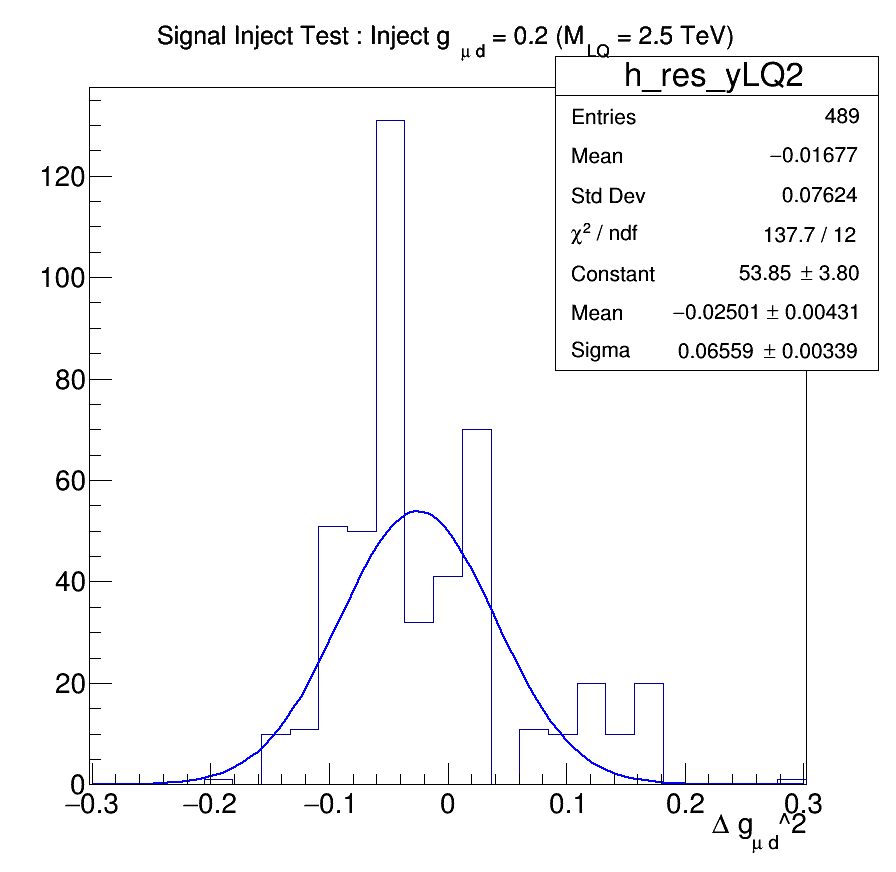 Signal Inject Test : Inject g μ d = 0.2 (M LQ = 2.5 TeV)
h_res_yLQ2
Entries 489
Mean −0.01677
Std Dev 0.07624
χ² / ndf 137.7 / 12
Constant 53.85 ± 3.80
Mean −0.02501 ± 0.00431
Sigma 0.06559 ± 0.00339
120
100
80
60
40
20
0
−0.3 −0.2 −0.1 0 0.1 0.2 0.3
Δ g μ d ^2